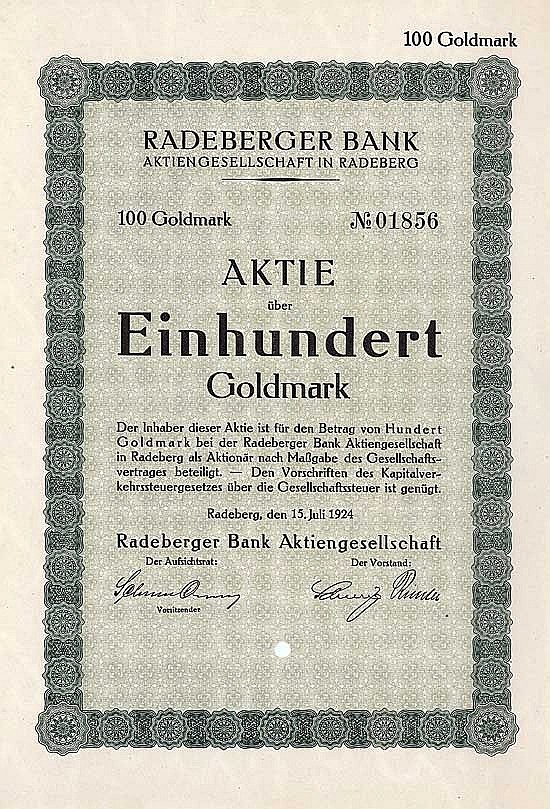 100 Goldmark
RADEBERGER BANK
AKTIENGESELLSCHAFT IN RADEBERG
100 Goldmark № 01856
AKTIE
über
Einhundert
Goldmark
Der Inhaber dieser Aktie ist für den Betrag von Hundert
Goldmark bei der Radeberger Bank Aktiengesellschaft
in Radeberg als Aktionär nach Maßgabe des Gesellschafts-
vertrages beteiligt. — Den Vorschriften des Kapitalver-
kehrssteuergesetzes über die Gesellschaftssteuer ist genügt.
Radeberg, den 15. Juli 1924
Radeberger Bank Aktiengesellschaft
Der Aufsichtsrat: Der Vorstand:
Vorsitzender